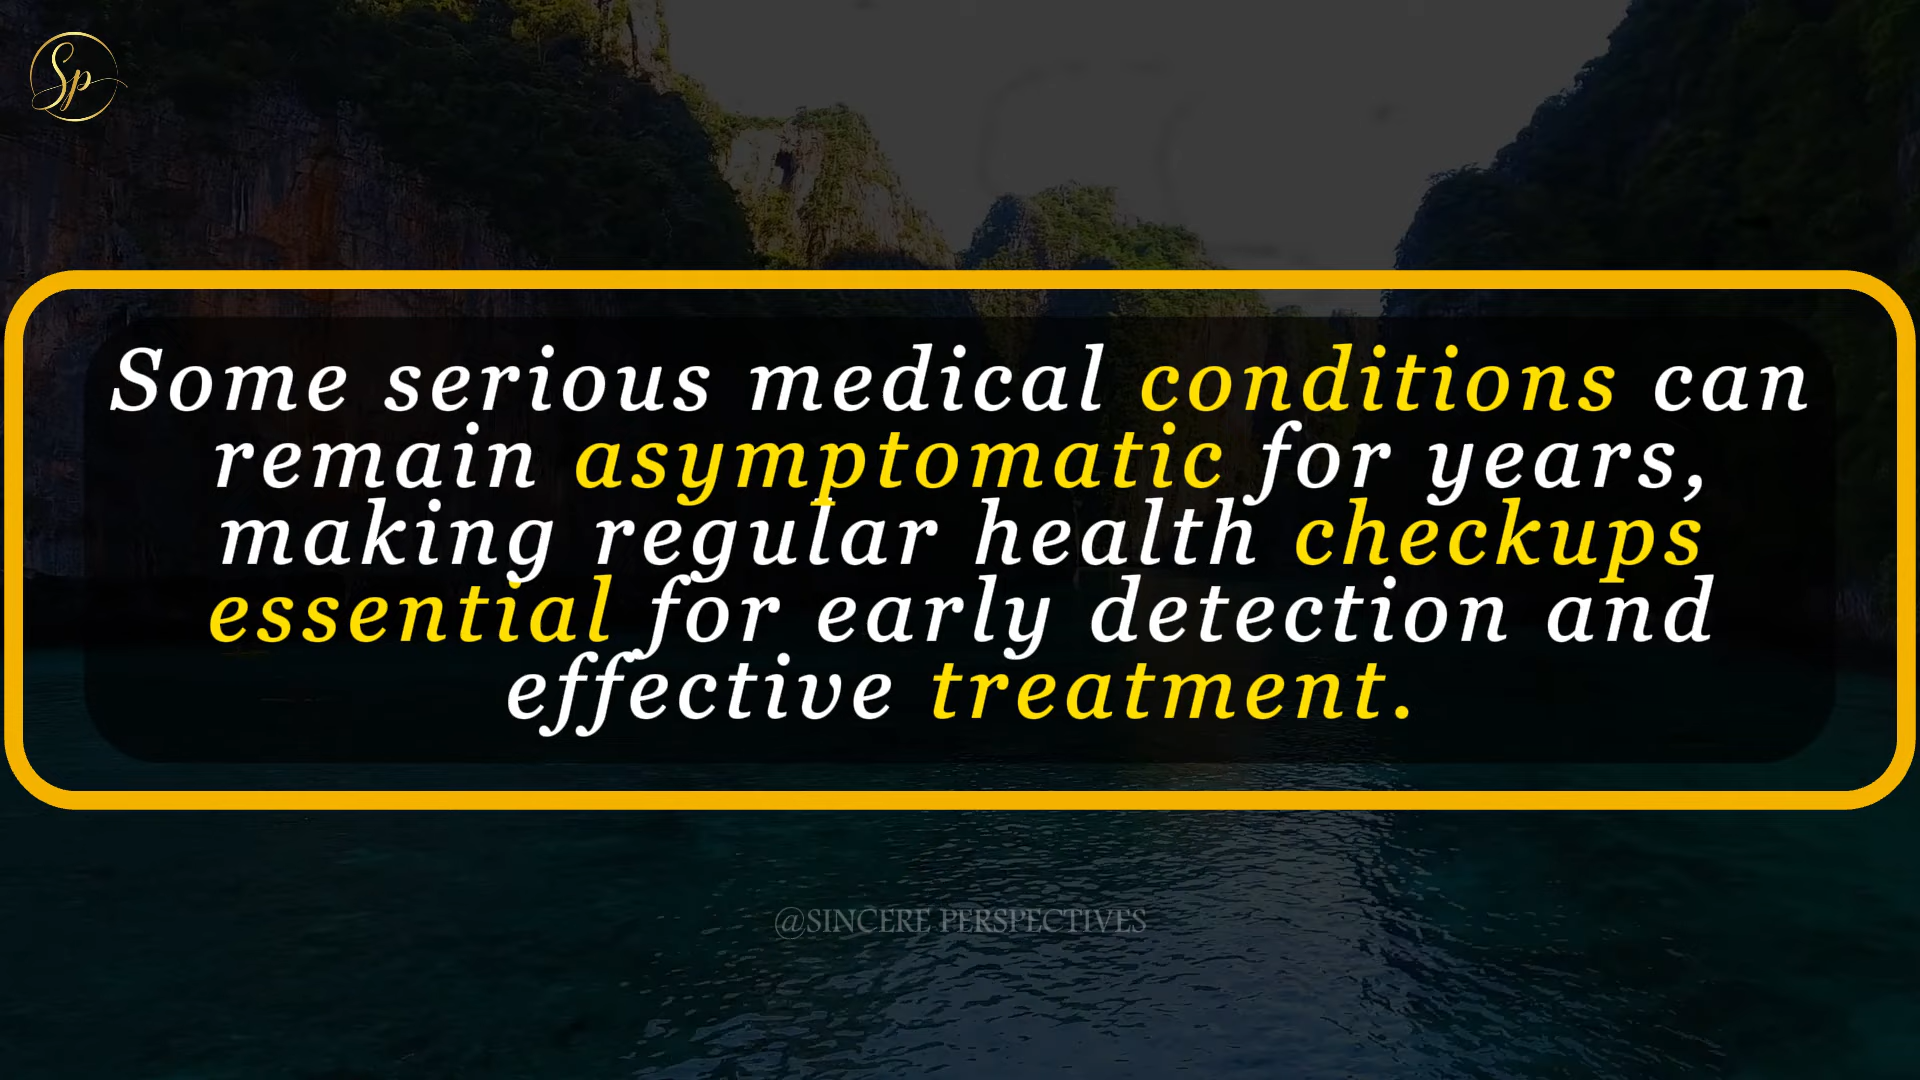 Sp
Some serious medical conditions can
remain asymptomatic for years,
making regular health checkups
essential for early detection and
effective treatment.
@SINCERE PERSPECTIVES